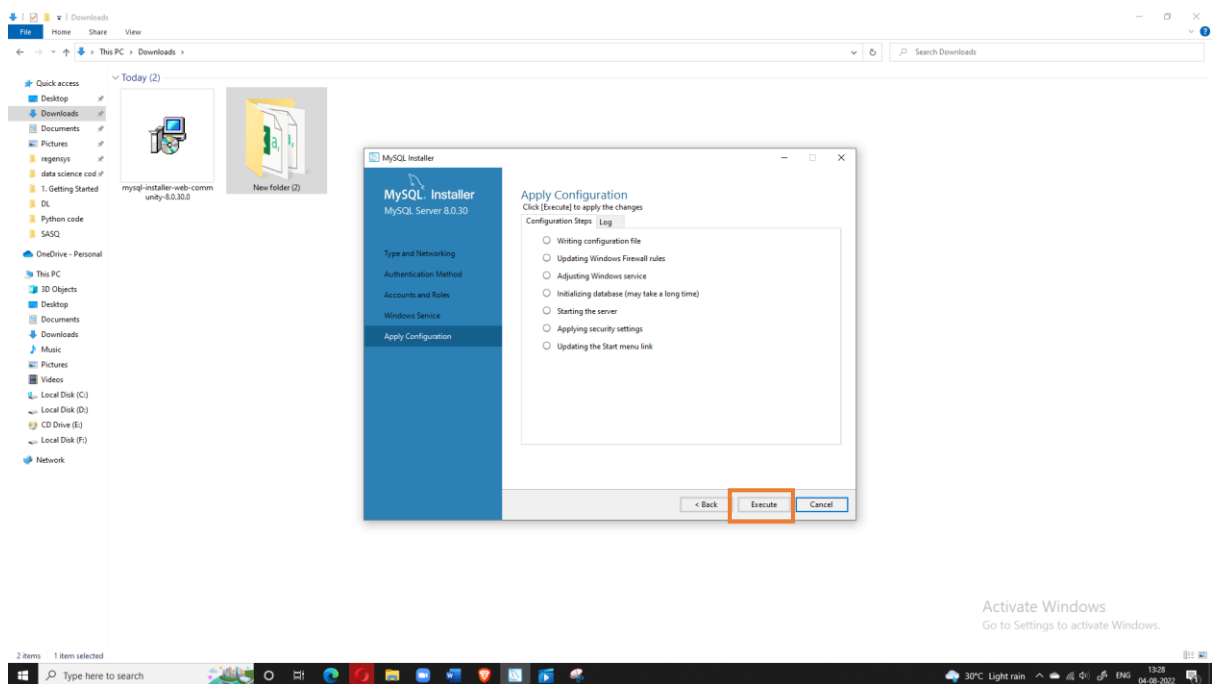 Downloads
File Home Share View
This PC > Downloads >
Search Downloads
Quick access
Desktop
Downloads
Documents
Pictures
regensys
data science cod
1. Getting Started
DL
Python code
SASQ
OneDrive - Personal
This PC
3D Objects
Desktop
Documents
Downloads
Music
Pictures
Videos
Local Disk (C:)
Local Disk (D:)
CD Drive (E:)
Local Disk (F:)
Network
Today (2)
mysql-installer-web-comm
unity-8.0.30.0
New folder (2)
MySQL Installer
MySQL. Installer
MySQL Server 8.0.30
Type and Networking
Authentication Method
Accounts and Roles
Windows Service
Apply Configuration
Apply Configuration
Click [Execute] to apply the changes
Configuration Steps Log
Writing configuration file
Updating Windows Firewall rules
Adjusting Windows service
Initializing database (may take a long time)
Starting the server
Applying security settings
Updating the Start menu link
< Back Execute Cancel
Activate Windows
Go to Settings to activate Windows.
2 items 1 item selected
Type here to search
30°C Light rain ENG
13:28
04-08-2022